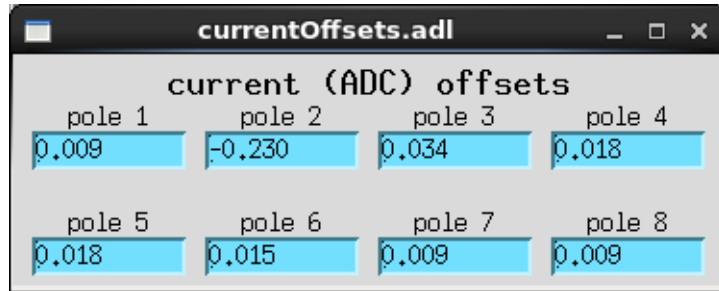 currentOffsets.adl
current (ADC) offsets
pole 1 pole 2 pole 3 pole 4
0.009 -0.230 0.034 0.018
pole 5 pole 6 pole 7 pole 8
0.018 0.015 0.009 0.009